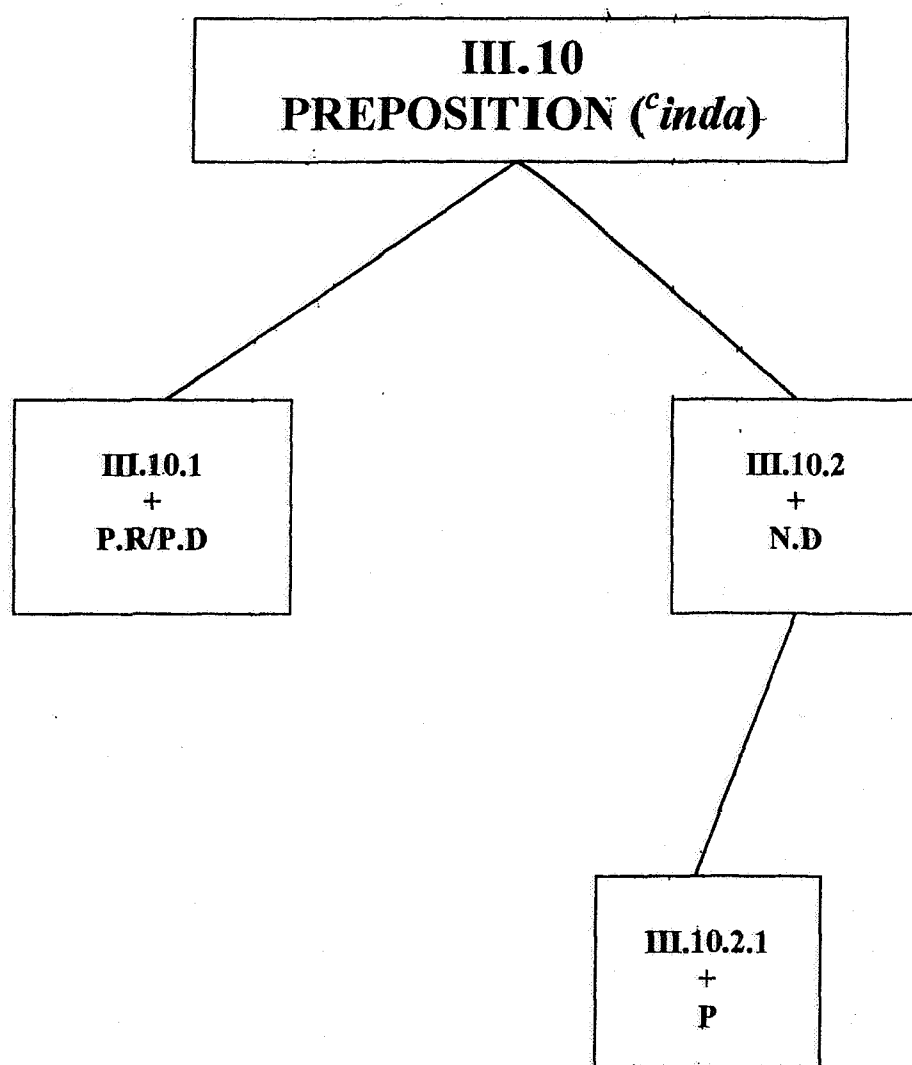 III.10
PREPOSITION (ᶜinda)
III.10.1
+
P.R/P.D
III.10.2
+
N.D
III.10.2.1
+
P